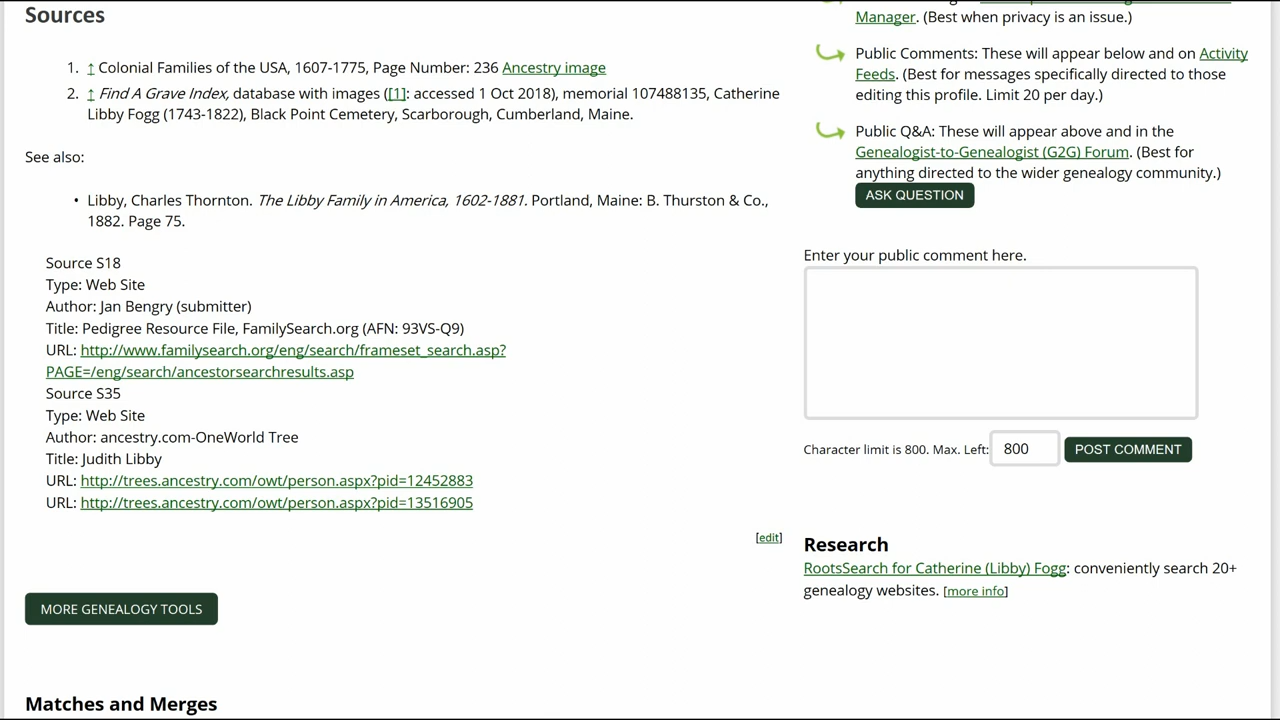 Sources
1. ↑ Colonial Families of the USA, 1607-1775, Page Number: 236 Ancestry image
2. ↑ Find A Grave Index, database with images ([1]: accessed 1 Oct 2018), memorial 107488135, Catherine
Libby Fogg (1743-1822), Black Point Cemetery, Scarborough, Cumberland, Maine.
See also:
• Libby, Charles Thornton. The Libby Family in America, 1602-1881. Portland, Maine: B. Thurston & Co.,
1882. Page 75.
Source S18
Type: Web Site
Author: Jan Bengry (submitter)
Title: Pedigree Resource File, FamilySearch.org (AFN: 93VS-Q9)
URL: http://www.familysearch.org/eng/search/frameset_search.asp?
PAGE=/eng/search/ancestorsearchresults.asp
Source S35
Type: Web Site
Author: ancestry.com-OneWorld Tree
Title: Judith Libby
URL: http://trees.ancestry.com/owt/person.aspx?pid=12452883
URL: http://trees.ancestry.com/owt/person.aspx?pid=13516905
[edit]
MORE GENEALOGY TOOLS
Matches and Merges
Manager. (Best when privacy is an issue.)
Public Comments: These will appear below and on Activity
Feeds. (Best for messages specifically directed to those
editing this profile. Limit 20 per day.)
Public Q&A: These will appear above and in the
Genealogist-to-Genealogist (G2G) Forum. (Best for
anything directed to the wider genealogy community.)
ASK QUESTION
Enter your public comment here.
Character limit is 800. Max. Left: 800 POST COMMENT
Research
RootsSearch for Catherine (Libby) Fogg: conveniently search 20+
genealogy websites. [more info]